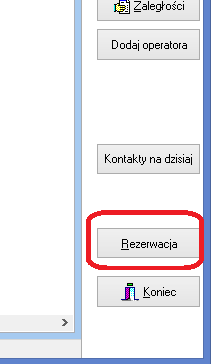 Zaległości
Dodaj operatora
Kontakty na dzisiaj
Rezerwacja
Koniec